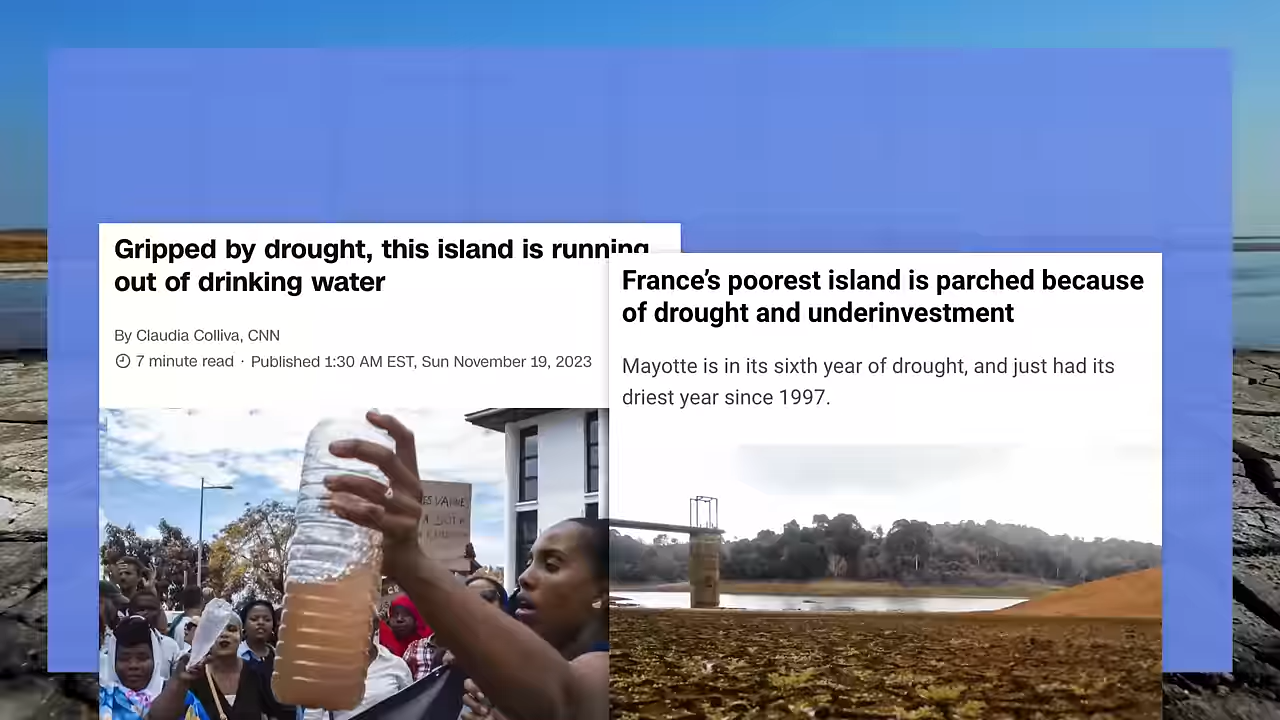 Gripped by drought, this island is running
out of drinking water
By Claudia Colliva, CNN
7 minute read · Published 1:30 AM EST, Sun November 19, 2023
France’s poorest island is parched because
of drought and underinvestment
Mayotte is in its sixth year of drought, and just had its
driest year since 1997.